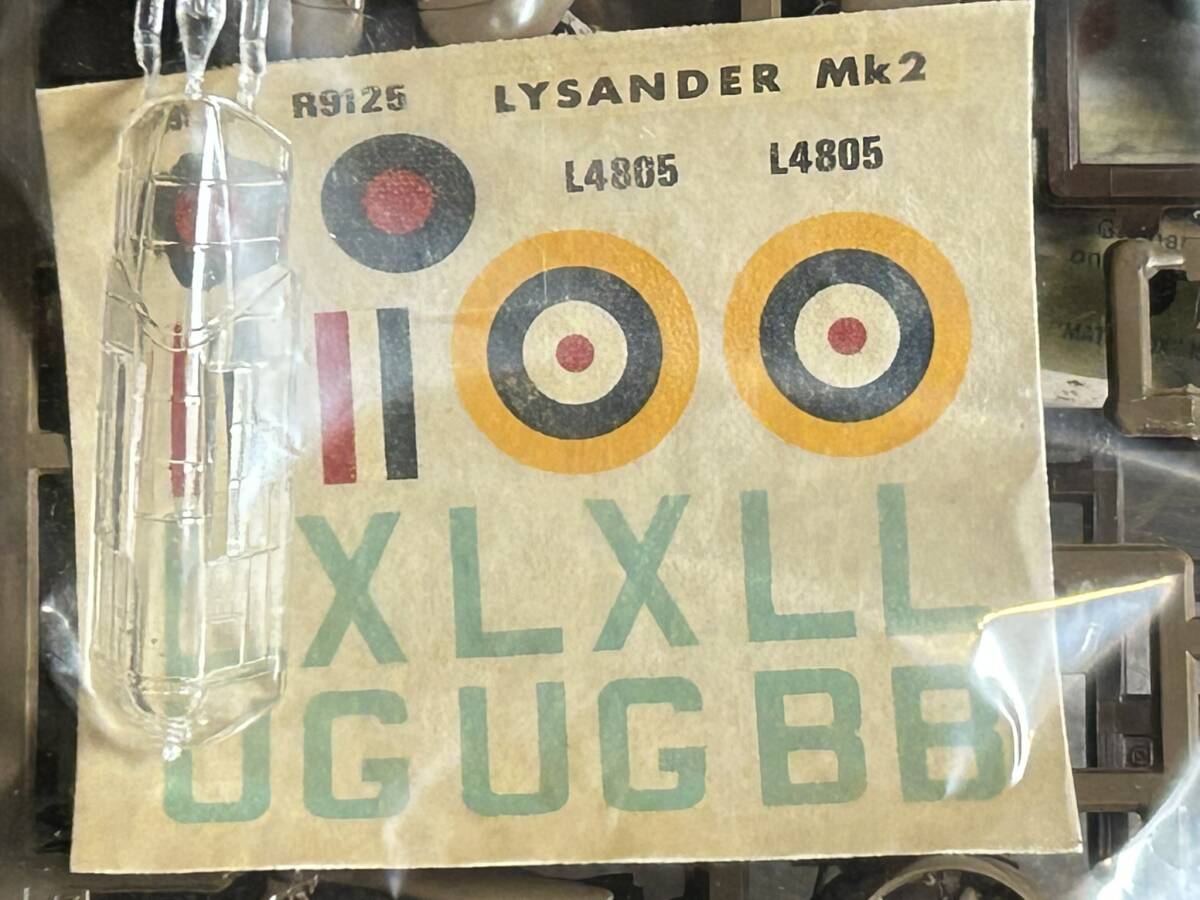 R9125 LYSANDER Mk2
L4805 L4805
LXLXLL
UGUGBB